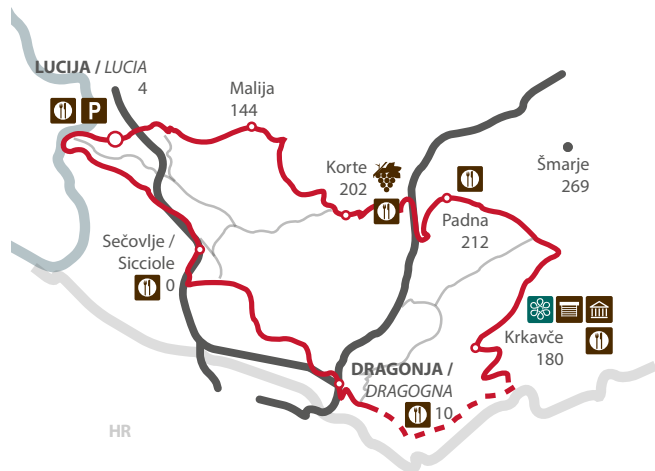 LUCIJA / LUCIA
4
P
Malija
144
Korte
202
Šmarje
269
Padna
212
Sečovlje /
Sicciole
0
Krkavče
180
DRAGONJA /
DRAGOGNA
10
HR